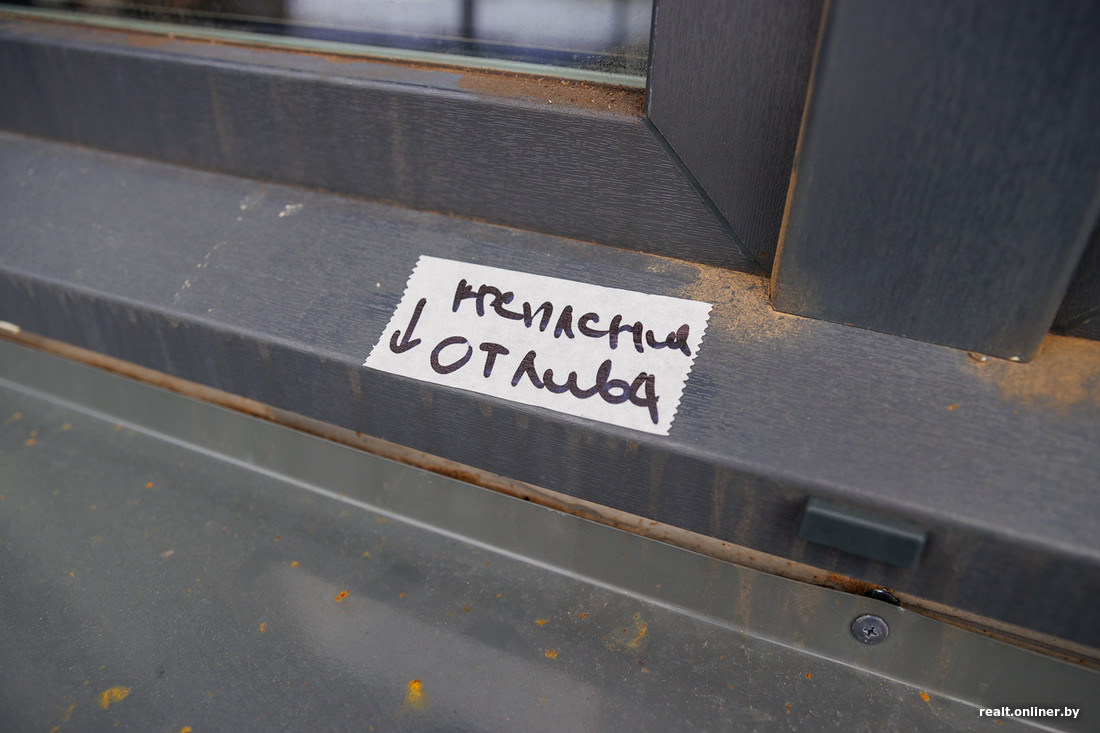 крепления
↓ отлива
realt.onliner.by